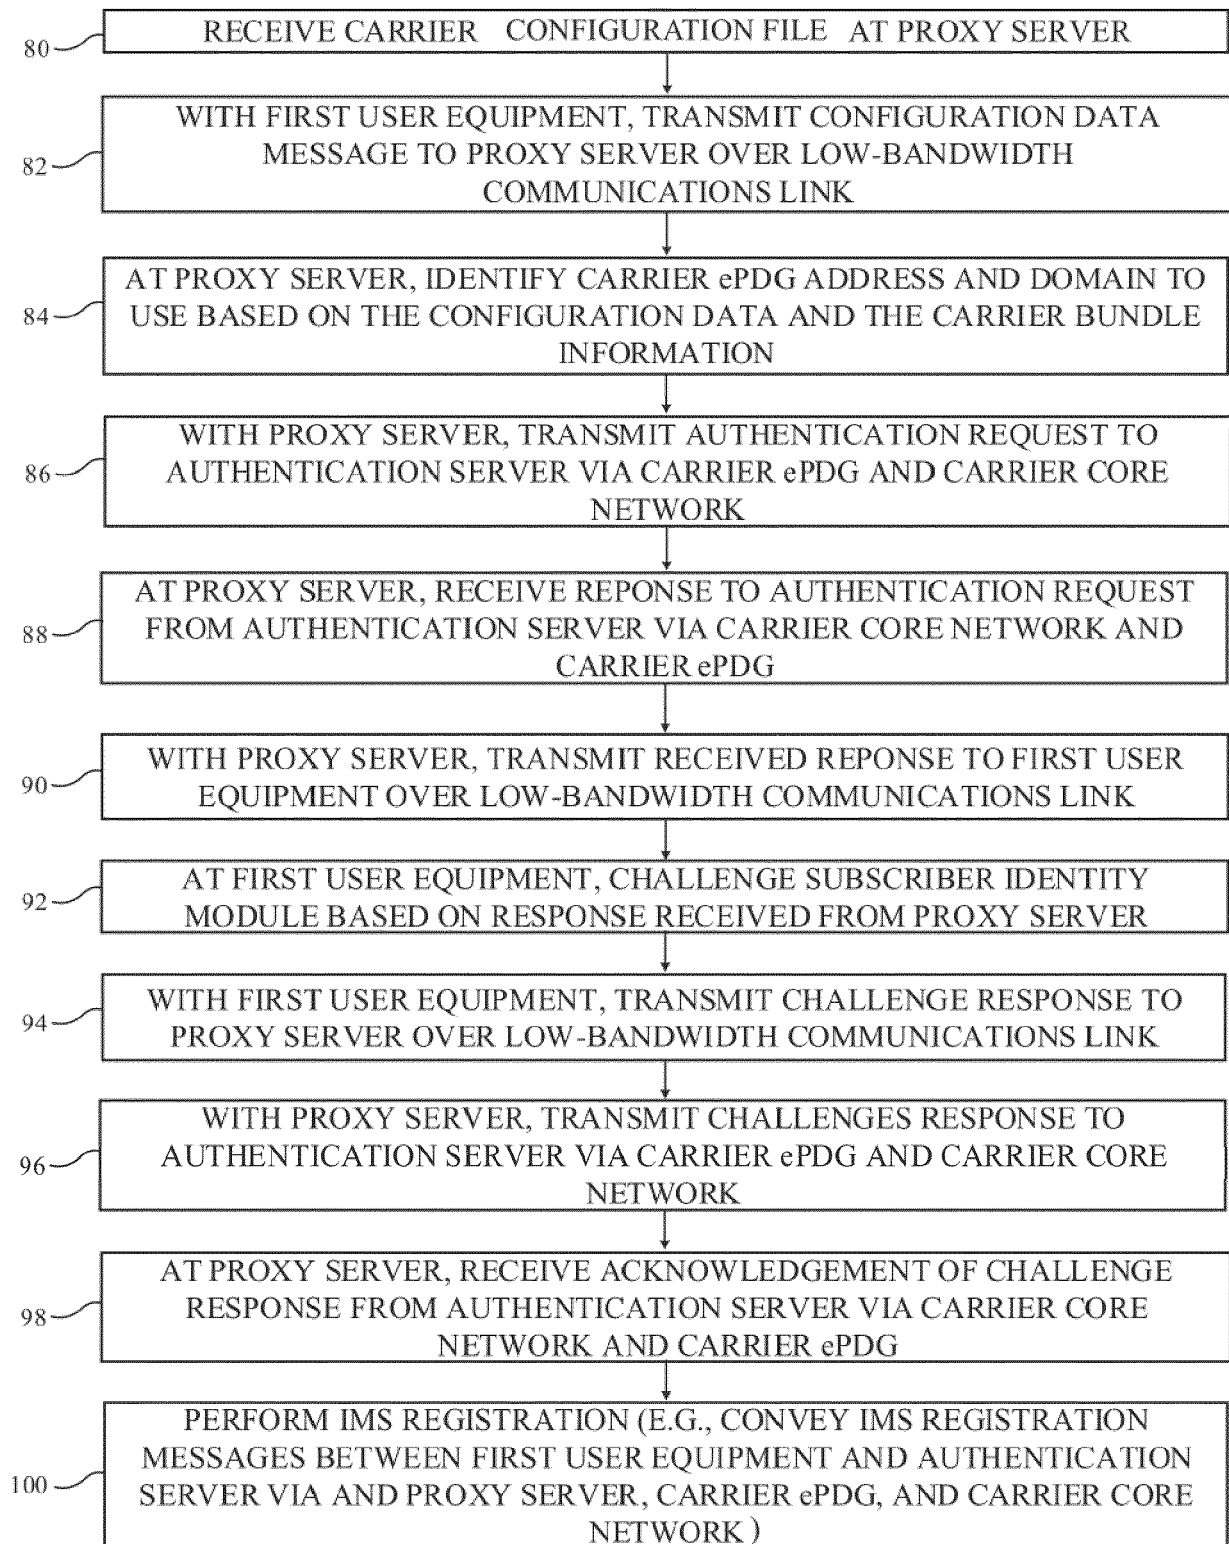 80 RECEIVE CARRIER CONFIGURATION FILE AT PROXY SERVER
WITH FIRST USER EQUIPMENT, TRANSMIT CONFIGURATION DATA
82 MESSAGE TO PROXY SERVER OVER LOW-BANDWIDTH
COMMUNICATIONS LINK
AT PROXY SERVER, IDENTIFY CARRIER ePDG ADDRESS AND DOMAIN TO
84 USE BASED ON THE CONFIGURATION DATA AND THE CARRIER BUNDLE
INFORMATION
WITH PROXY SERVER, TRANSMIT AUTHENTICATION REQUEST TO
86 AUTHENTICATION SERVER VIA CARRIER ePDG AND CARRIER CORE
NETWORK
AT PROXY SERVER, RECEIVE REPONSE TO AUTHENTICATION REQUEST
88 FROM AUTHENTICATION SERVER VIA CARRIER CORE NETWORK AND
CARRIER ePDG
WITH PROXY SERVER, TRANSMIT RECEIVED REPONSE TO FIRST USER
90 EQUIPMENT OVER LOW-BANDWIDTH COMMUNICATIONS LINK
AT FIRST USER EQUIPMENT, CHALLENGE SUBSCRIBER IDENTITY
92 MODULE BASED ON RESPONSE RECEIVED FROM PROXY SERVER
WITH FIRST USER EQUIPMENT, TRANSMIT CHALLENGE RESPONSE TO
94 PROXY SERVER OVER LOW-BANDWIDTH COMMUNICATIONS LINK
WITH PROXY SERVER, TRANSMIT CHALLENGES RESPONSE TO
96 AUTHENTICATION SERVER VIA CARRIER ePDG AND CARRIER CORE
NETWORK
AT PROXY SERVER, RECEIVE ACKNOWLEDGEMENT OF CHALLENGE
98 RESPONSE FROM AUTHENTICATION SERVER VIA CARRIER CORE
NETWORK AND CARRIER ePDG
PERFORM IMS REGISTRATION (E.G., CONVEY IMS REGISTRATION
MESSAGES BETWEEN FIRST USER EQUIPMENT AND AUTHENTICATION
100 SERVER VIA AND PROXY SERVER, CARRIER ePDG, AND CARRIER CORE
NETWORK)